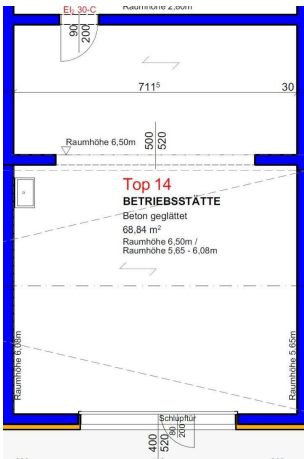 Raumhöhe 2,80m
EI₂ 30-C
90
200
711⁵
30
Raumhöhe 6,50m
500
520
Top 14
BETRIEBSSTÄTTE
Beton geglättet
68,84 m²
Raumhöhe 6,50m /
Raumhöhe 5,65 - 6,08m
Raumhöhe 6,08m
Raumhöhe 5,65m
Schlupftür
80
200
400
520